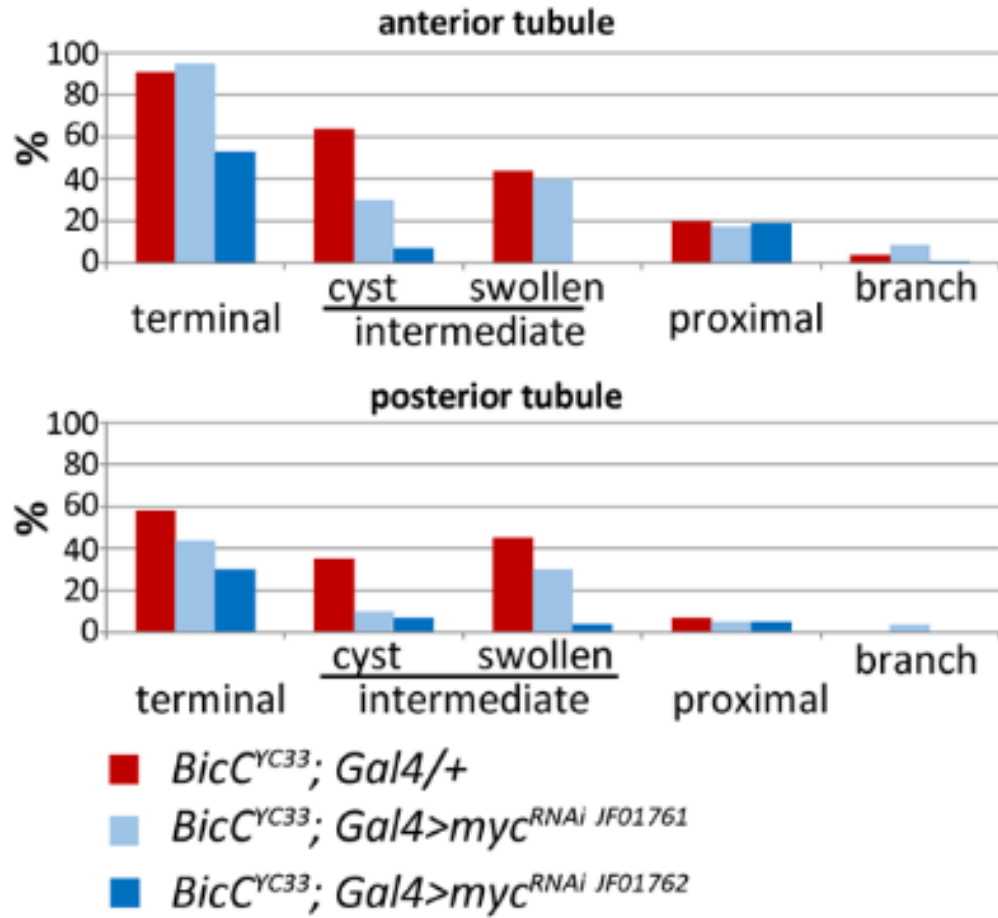 anterior tubule
100
80
60
40
20
0
%
cyst swollen branch
terminal intermediate proximal
posterior tubule
100
80
60
40
20
0
%
cyst swollen branch
terminal intermediate proximal
BicC^YC33; Gal4/+
BicC^YC33; Gal4>myc^RNAi JF01761
BicC^YC33; Gal4>myc^RNAi JF01762